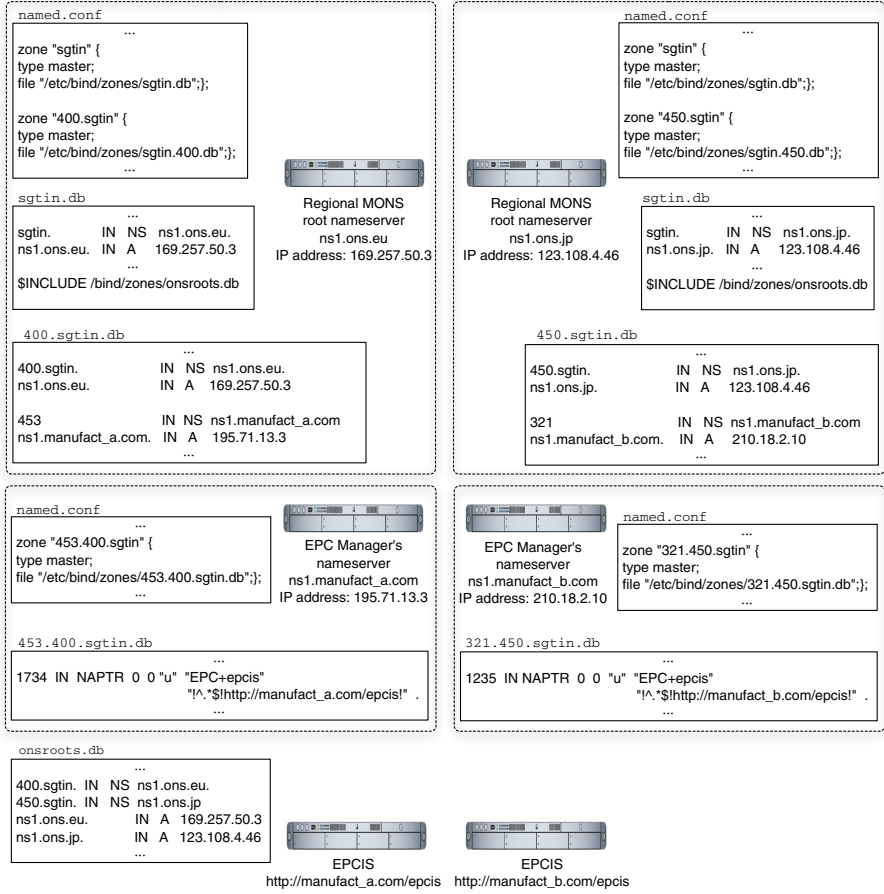 named.conf
...
zone "sgtin" {
type master;
file "/etc/bind/zones/sgtin.db";};
zone "400.sgtin" {
type master;
file "/etc/bind/zones/sgtin.400.db";};
...
Regional MONS
root nameserver
ns1.ons.eu
IP address: 169.257.50.3
sgtin.db
...
sgtin. IN NS ns1.ons.eu.
ns1.ons.eu. IN A 169.257.50.3
...
$INCLUDE /bind/zones/onsroots.db
400.sgtin.db
...
400.sgtin. IN NS ns1.ons.eu.
ns1.ons.eu. IN A 169.257.50.3
453 IN NS ns1.manufact_a.com
ns1.manufact_a.com. IN A 195.71.13.3
...
named.conf
...
zone "sgtin" {
type master;
file "/etc/bind/zones/sgtin.db";};
zone "450.sgtin" {
type master;
file "/etc/bind/zones/sgtin.450.db";};
...
Regional MONS
root nameserver
ns1.ons.jp
IP address: 123.108.4.46
sgtin.db
...
sgtin. IN NS ns1.ons.jp.
ns1.ons.jp. IN A 123.108.4.46
...
$INCLUDE /bind/zones/onsroots.db
450.sgtin.db
...
450.sgtin. IN NS ns1.ons.jp.
ns1.ons.jp. IN A 123.108.4.46
321 IN NS ns1.manufact_b.com
ns1.manufact_b.com. IN A 210.18.2.10
...
named.conf
...
zone "453.400.sgtin" {
type master;
file "/etc/bind/zones/453.400.sgtin.db";};
...
EPC Manager's
nameserver
ns1.manufact_a.com
IP address: 195.71.13.3
453.400.sgtin.db
...
1734 IN NAPTR 0 0 "u" "EPC+epcis"
"!^.*$!http://manufact_a.com/epcis!" .
...
EPC Manager's
nameserver
ns1.manufact_b.com
IP address: 210.18.2.10
named.conf
...
zone "321.450.sgtin" {
type master;
file "/etc/bind/zones/321.450.sgtin.db";};
...
321.450.sgtin.db
...
1235 IN NAPTR 0 0 "u" "EPC+epcis"
"!^.*$!http://manufact_b.com/epcis!" .
...
onsroots.db
...
400.sgtin. IN NS ns1.ons.eu.
450.sgtin. IN NS ns1.ons.jp
ns1.ons.eu. IN A 169.257.50.3
ns1.ons.jp. IN A 123.108.4.46
...
EPCIS
http://manufact_a.com/epcis
EPCIS
http://manufact_b.com/epcis